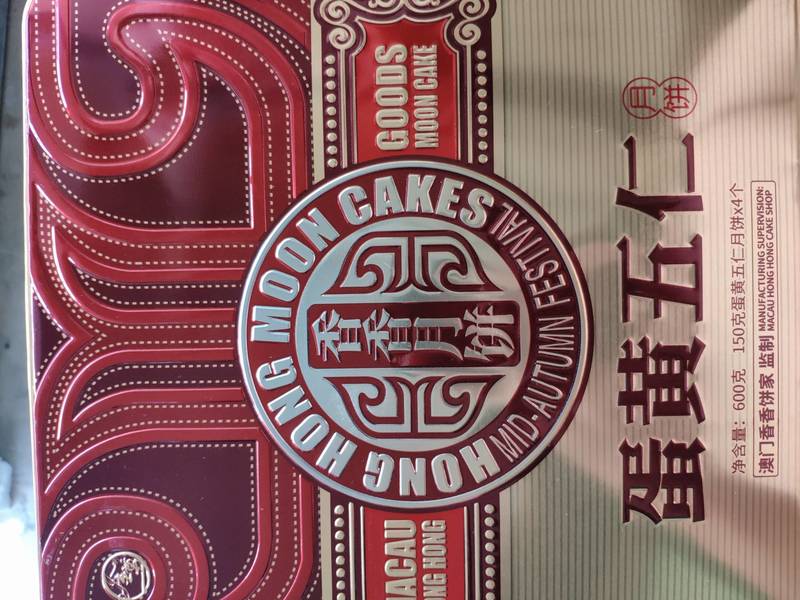 MACAU
HONG HONG
GOODS
MOON CAKE
HONG HONG MOON CAKES
香香月饼
MID-AUTUMN FESTIVAL
蛋黄五仁
月饼
净含量：600克 150克蛋黄五仁月饼x4个
澳门香香饼家 监制
MANUFACTURING SUPERVISION:
MACAU HONG HONG CAKE SHOP